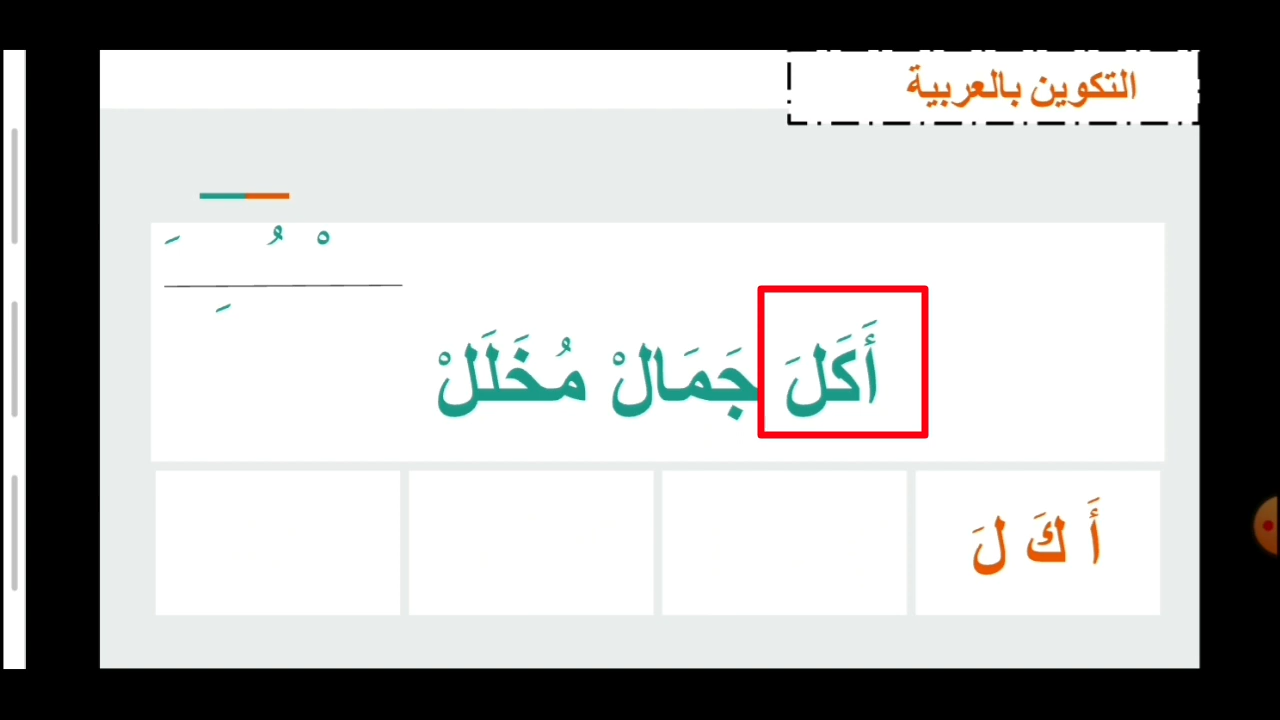 التكوين بالعربية
َ ُ ْ
َ
أَكَلَ جَمَالْ مُخَلَلْ
أَ كَ لَ